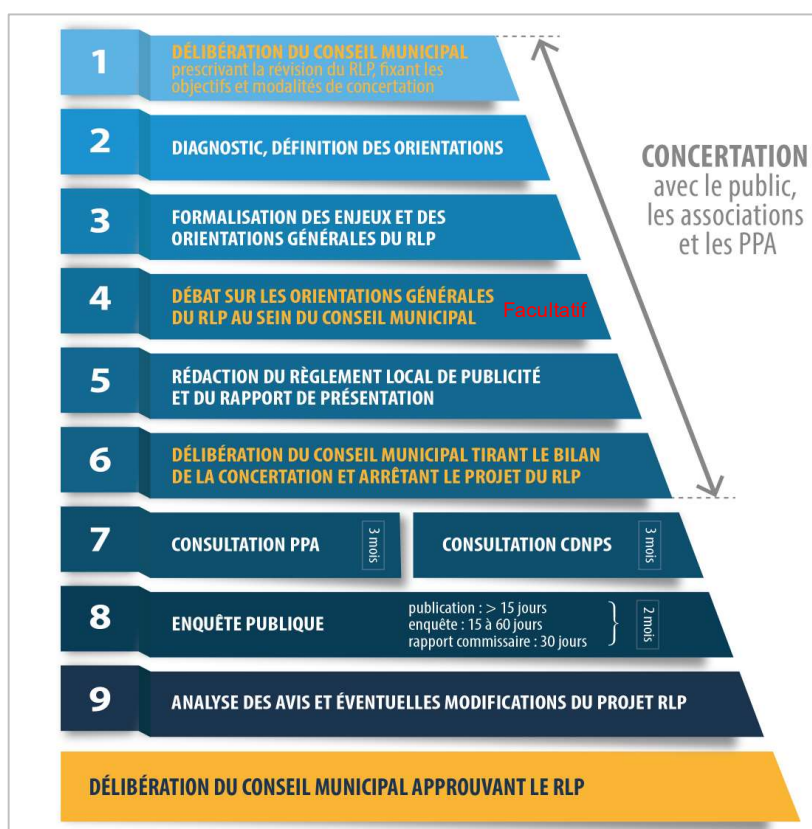 1
DÉLIBÉRATION DU CONSEIL MUNICIPAL
prescrivant la révision du RLP, fixant les
objectifs et modalités de concertation
2
DIAGNOSTIC, DÉFINITION DES ORIENTATIONS
3
FORMALISATION DES ENJEUX ET DES
ORIENTATIONS GÉNÉRALES DU RLP
4
DÉBAT SUR LES ORIENTATIONS GÉNÉRALES
DU RLP AU SEIN DU CONSEIL MUNICIPAL
Facultatif
5
RÉDACTION DU RÈGLEMENT LOCAL DE PUBLICITÉ
ET DU RAPPORT DE PRÉSENTATION
6
DÉLIBÉRATION DU CONSEIL MUNICIPAL TIRANT LE BILAN
DE LA CONCERTATION ET ARRÊTANT LE PROJET DU RLP
CONCERTATION
avec le public,
les associations
et les PPA
7
CONSULTATION PPA
3 mois
CONSULTATION CDNPS
3 mois
8
ENQUÊTE PUBLIQUE
publication : > 15 jours
enquête : 15 à 60 jours
rapport commissaire : 30 jours
2 mois
9
ANALYSE DES AVIS ET ÉVENTUELLES MODIFICATIONS DU PROJET RLP
DÉLIBÉRATION DU CONSEIL MUNICIPAL APPROUVANT LE RLP